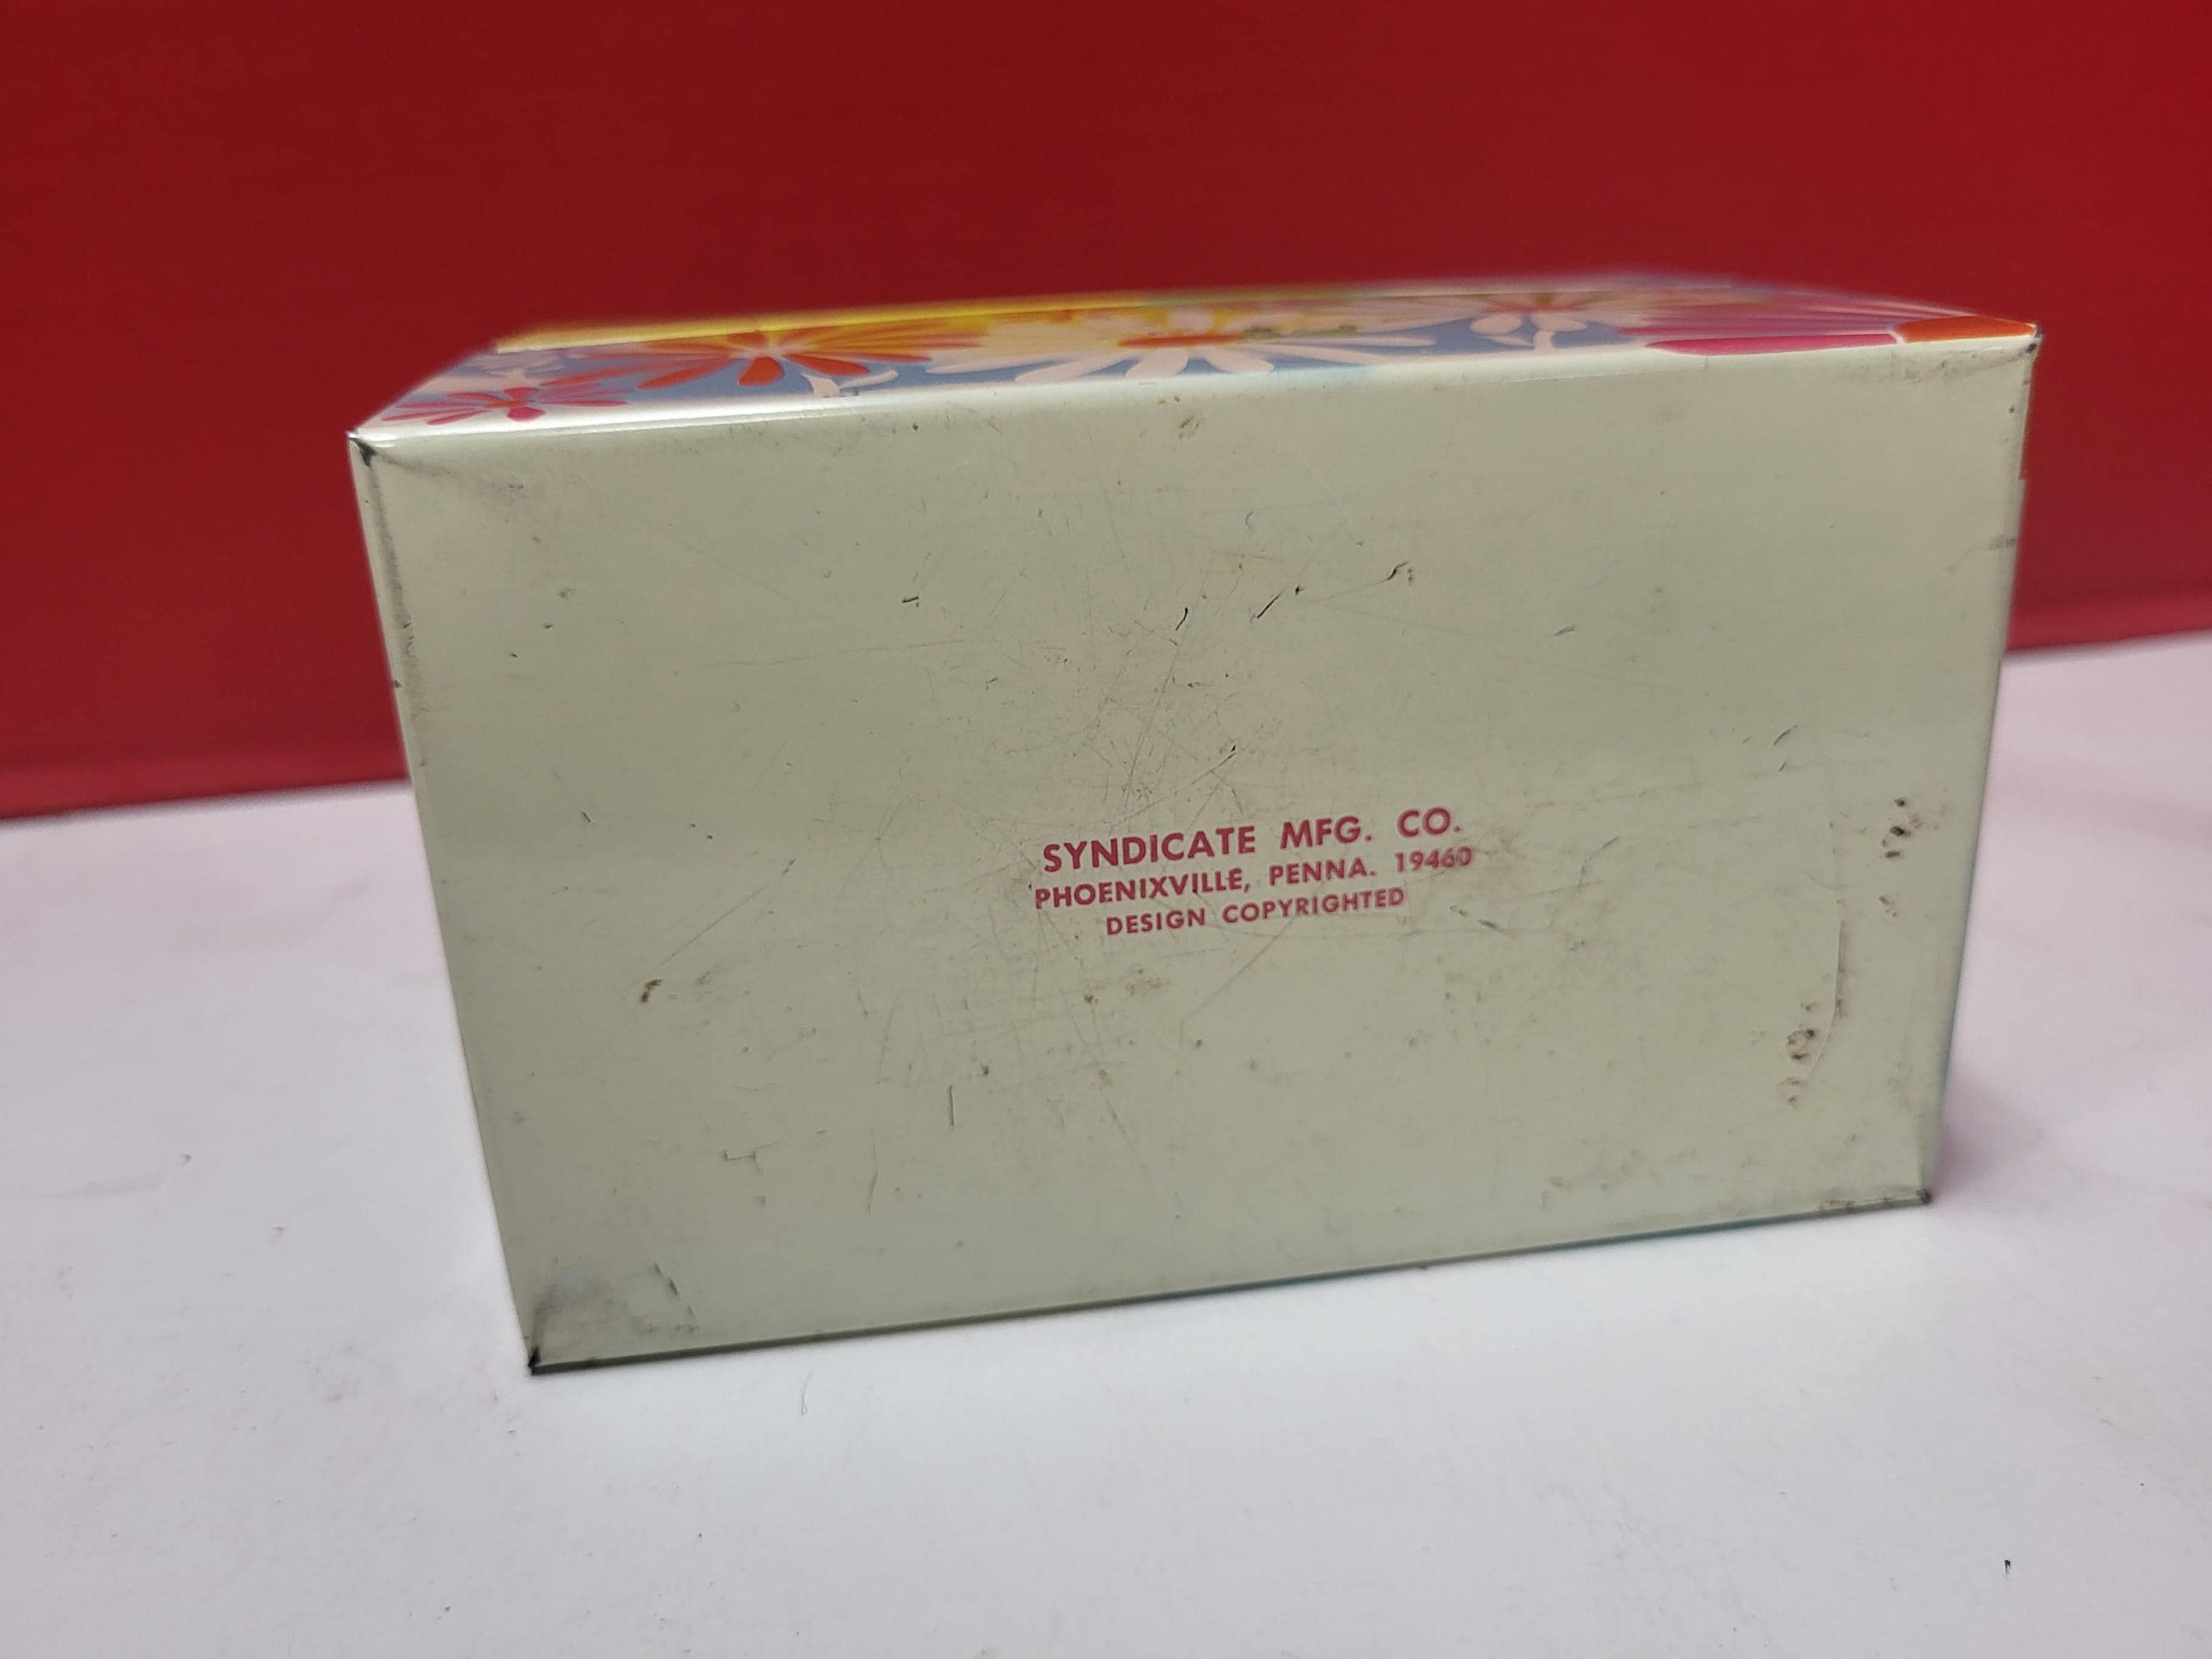 SYNDICATE MFG. CO.
PHOENIXVILLE, PENNA. 19460
DESIGN COPYRIGHTED